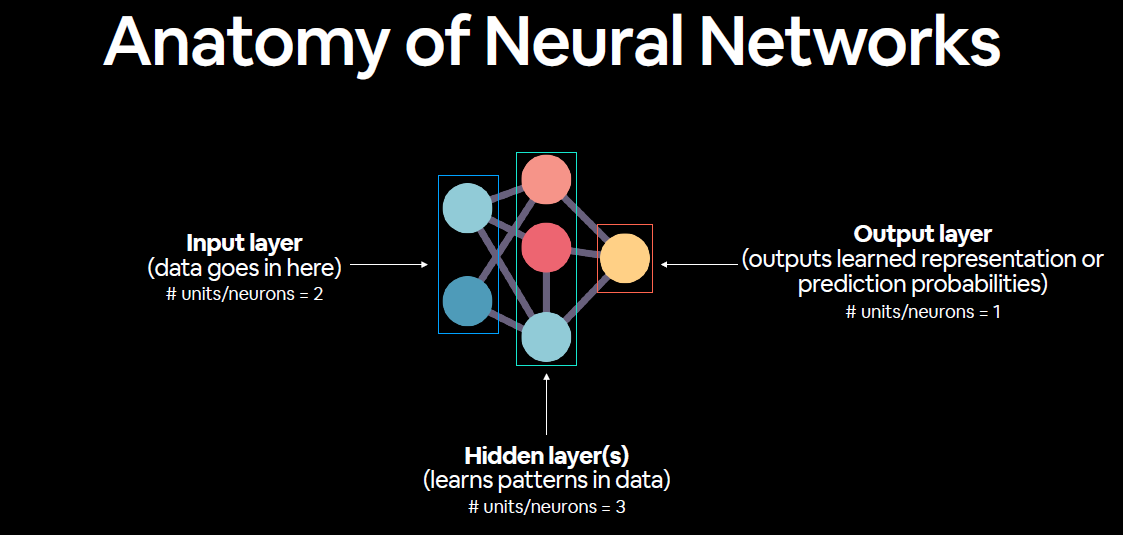 Anatomy of Neural Networks
Input layer
(data goes in here)
# units/neurons = 2
Output layer
(outputs learned representation or
prediction probabilities)
# units/neurons = 1
Hidden layer(s)
(learns patterns in data)
# units/neurons = 3